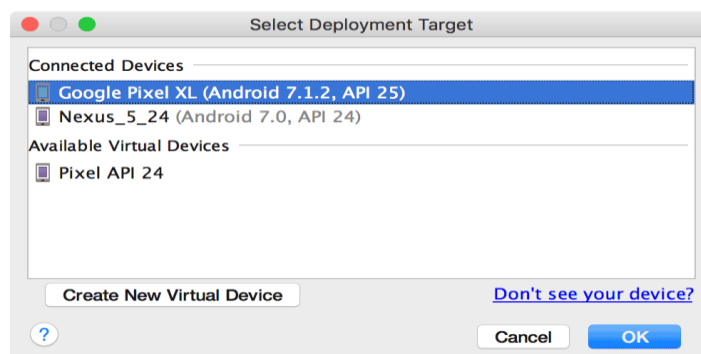 Select Deployment Target
Connected Devices
Google Pixel XL (Android 7.1.2, API 25)
Nexus_5_24 (Android 7.0, API 24)
Available Virtual Devices
Pixel API 24
Create New Virtual Device
Don't see your device?
?
Cancel
OK